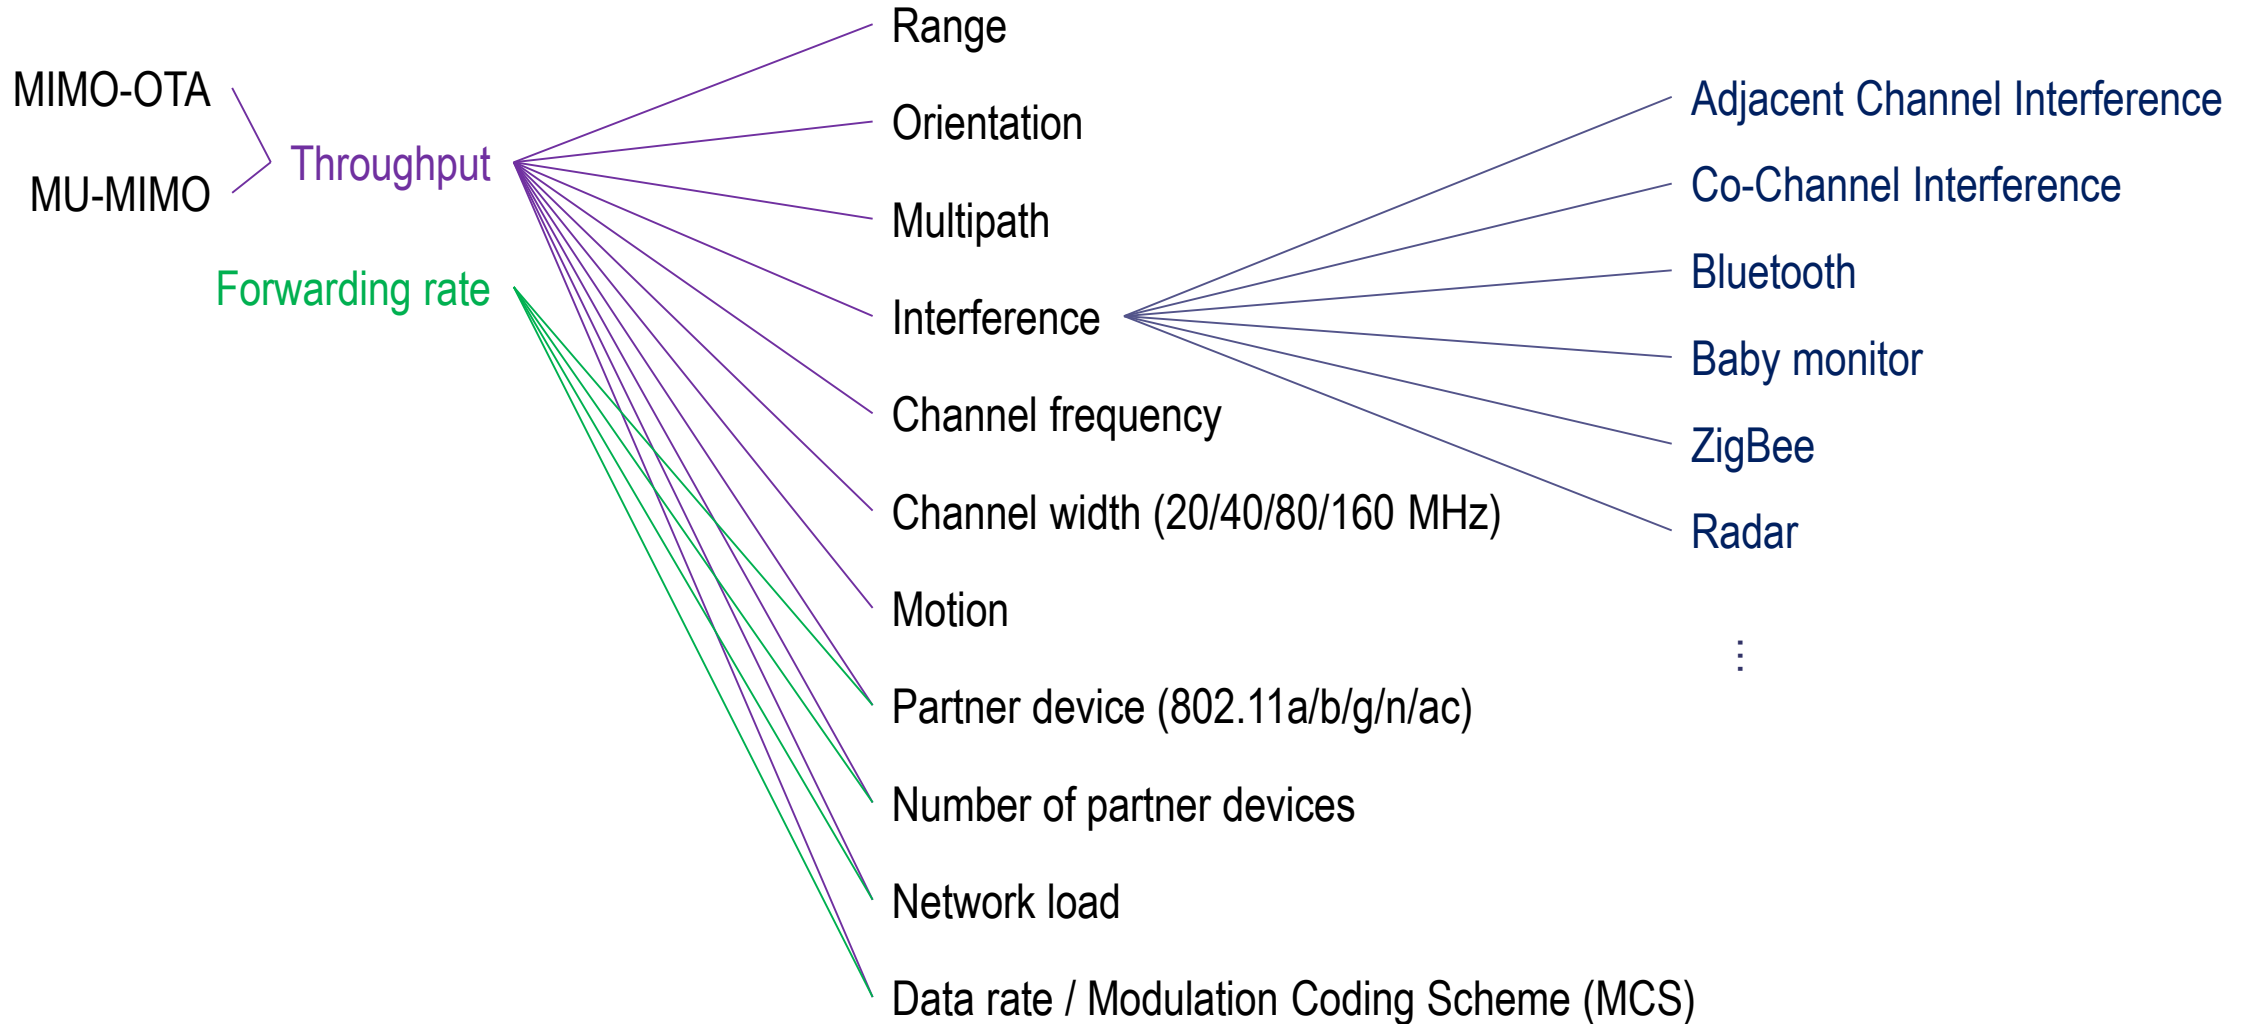 MIMO-OTA
MU-MIMO
Throughput
Forwarding rate
Range
Orientation
Multipath
Interference
Channel frequency
Channel width (20/40/80/160 MHz)
Motion
Partner device (802.11a/b/g/n/ac)
Number of partner devices
Network load
Data rate / Modulation Coding Scheme (MCS)
Adjacent Channel Interference
Co-Channel Interference
Bluetooth
Baby monitor
ZigBee
Radar
⋮